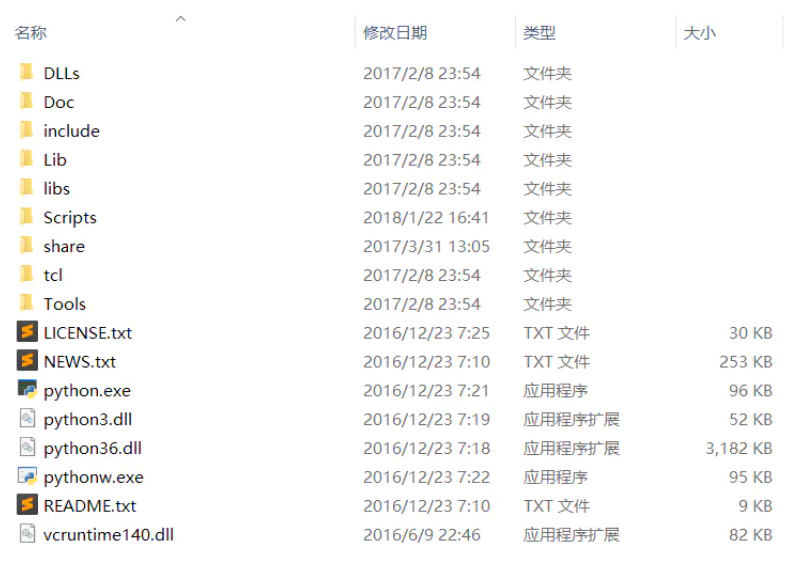 名称 修改日期 类型 大小
DLLs 2017/2/8 23:54 文件夹
Doc 2017/2/8 23:54 文件夹
include 2017/2/8 23:54 文件夹
Lib 2017/2/8 23:54 文件夹
libs 2017/2/8 23:54 文件夹
Scripts 2018/1/22 16:41 文件夹
share 2017/3/31 13:05 文件夹
tcl 2017/2/8 23:54 文件夹
Tools 2017/2/8 23:54 文件夹
LICENSE.txt 2016/12/23 7:25 TXT 文件 30 KB
NEWS.txt 2016/12/23 7:10 TXT 文件 253 KB
python.exe 2016/12/23 7:21 应用程序 96 KB
python3.dll 2016/12/23 7:19 应用程序扩展 52 KB
python36.dll 2016/12/23 7:18 应用程序扩展 3,182 KB
pythonw.exe 2016/12/23 7:22 应用程序 95 KB
README.txt 2016/12/23 7:10 TXT 文件 9 KB
vcruntime140.dll 2016/6/9 22:46 应用程序扩展 82 KB